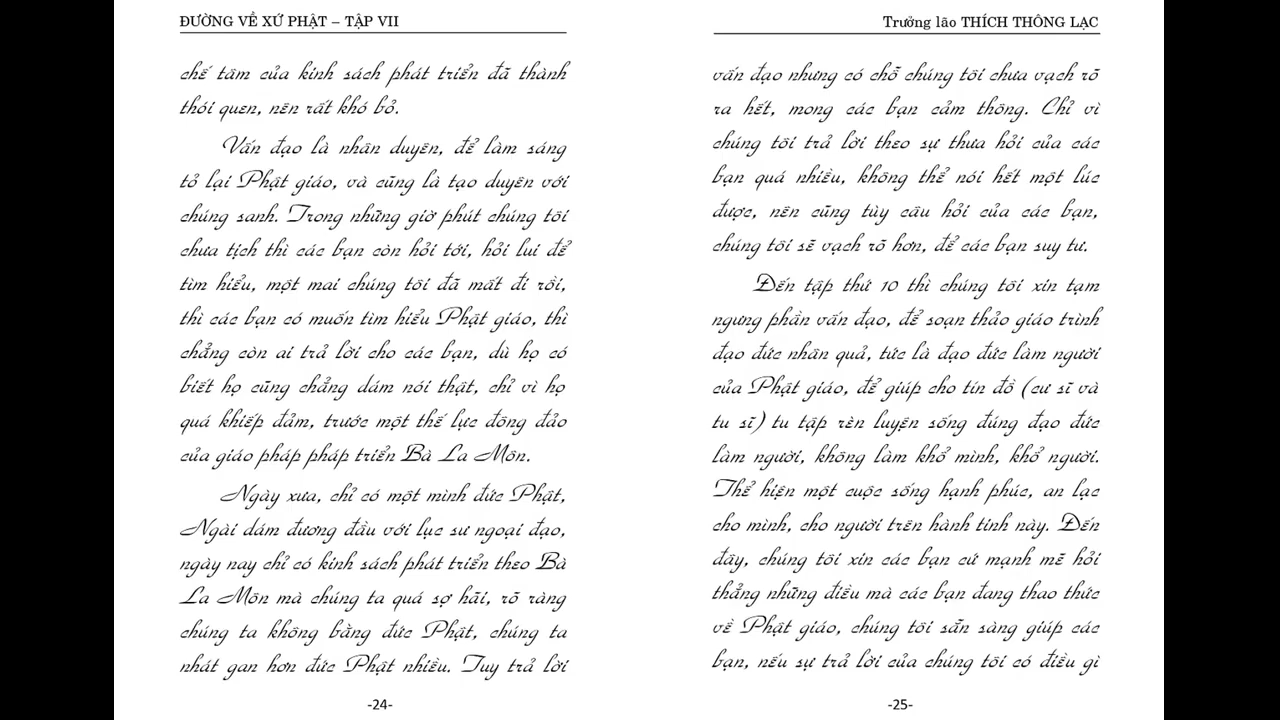 ĐƯỜNG VỀ XỨ PHẬT – TẬP VII
chế tâm của kinh sách phát triển đã thành
thói quen, nên rất khó bỏ.
Vấn đạo là nhân duyên, để làm sáng
tỏ lại Phật giáo, và cũng là tạo duyên với
chúng sanh. Trong những giờ phút chúng tôi
chưa tịch thì các bạn còn hỏi tới, hỏi lui để
tìm hiểu, một mai chúng tôi đã mất đi rồi,
thì các bạn có muốn tìm hiểu Phật giáo, thì
chẳng còn ai trả lời cho các bạn, dù họ có
biết họ cũng chẳng dám nói thật, chỉ vì họ
quá khiếp đảm, trước một thế lực đông đảo
của giáo pháp pháp triển Bà La Môn.
Ngày xưa, chỉ có một mình đức Phật,
Ngài dám đương đầu với lục sư ngoại đạo,
ngày nay chỉ có kinh sách phát triển theo Bà
La Môn mà chúng ta quá sợ hãi, rõ ràng
chúng ta không bằng đức Phật, chúng ta
nhát gan hơn đức Phật nhiều. Tuy trả lời
-24-
Trưởng lão THÍCH THÔNG LẠC
vấn đạo nhưng có chỗ chúng tôi chưa vạch rõ
ra hết, mong các bạn cảm thông. Chỉ vì
chúng tôi trả lời theo sự thưa hỏi của các
bạn quá nhiều, không thể nói hết một lúc
được, nên cũng tùy câu hỏi của các bạn,
chúng tôi sẽ vạch rõ hơn, để các bạn suy tư.
Đến tập thứ 10 thì chúng tôi xin tạm
ngưng phần vấn đạo, để soạn thảo giáo trình
đạo đức nhân quả, tức là đạo đức làm người
của Phật giáo, để giúp cho tín đồ (cư sĩ và
tu sĩ) tu tập rèn luyện sống đúng đạo đức
làm người, không làm khổ mình, khổ người.
Thể hiện một cuộc sống hạnh phúc, an lạc
cho mình, cho người trên hành tinh này. Đến
đây, chúng tôi xin các bạn cứ mạnh mẽ hỏi
thẳng những điều mà các bạn đang thao thức
về Phật giáo, chúng tôi sẵn sàng giúp các
bạn, nếu sự trả lời của chúng tôi có điều gì
-25-